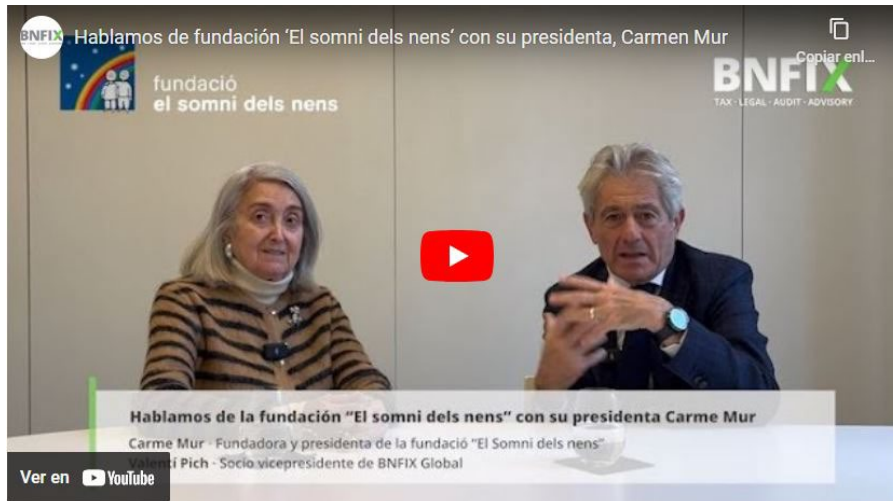 BNFIX
Hablamos de fundación ‘El somni dels nens‘ con su presidenta, Carmen Mur
Copiar enl...
fundació
el somni dels nens
BNFIX
TAX · LEGAL · AUDIT · ADVISORY
Hablamos de la fundación “El somni dels nens” con su presidenta Carme Mur
Carme Mur · Fundadora y presidenta de la fundació “El Somni dels nens”
Valentí Pich · Socio vicepresidente de BNFIX Global
Ver en YouTube